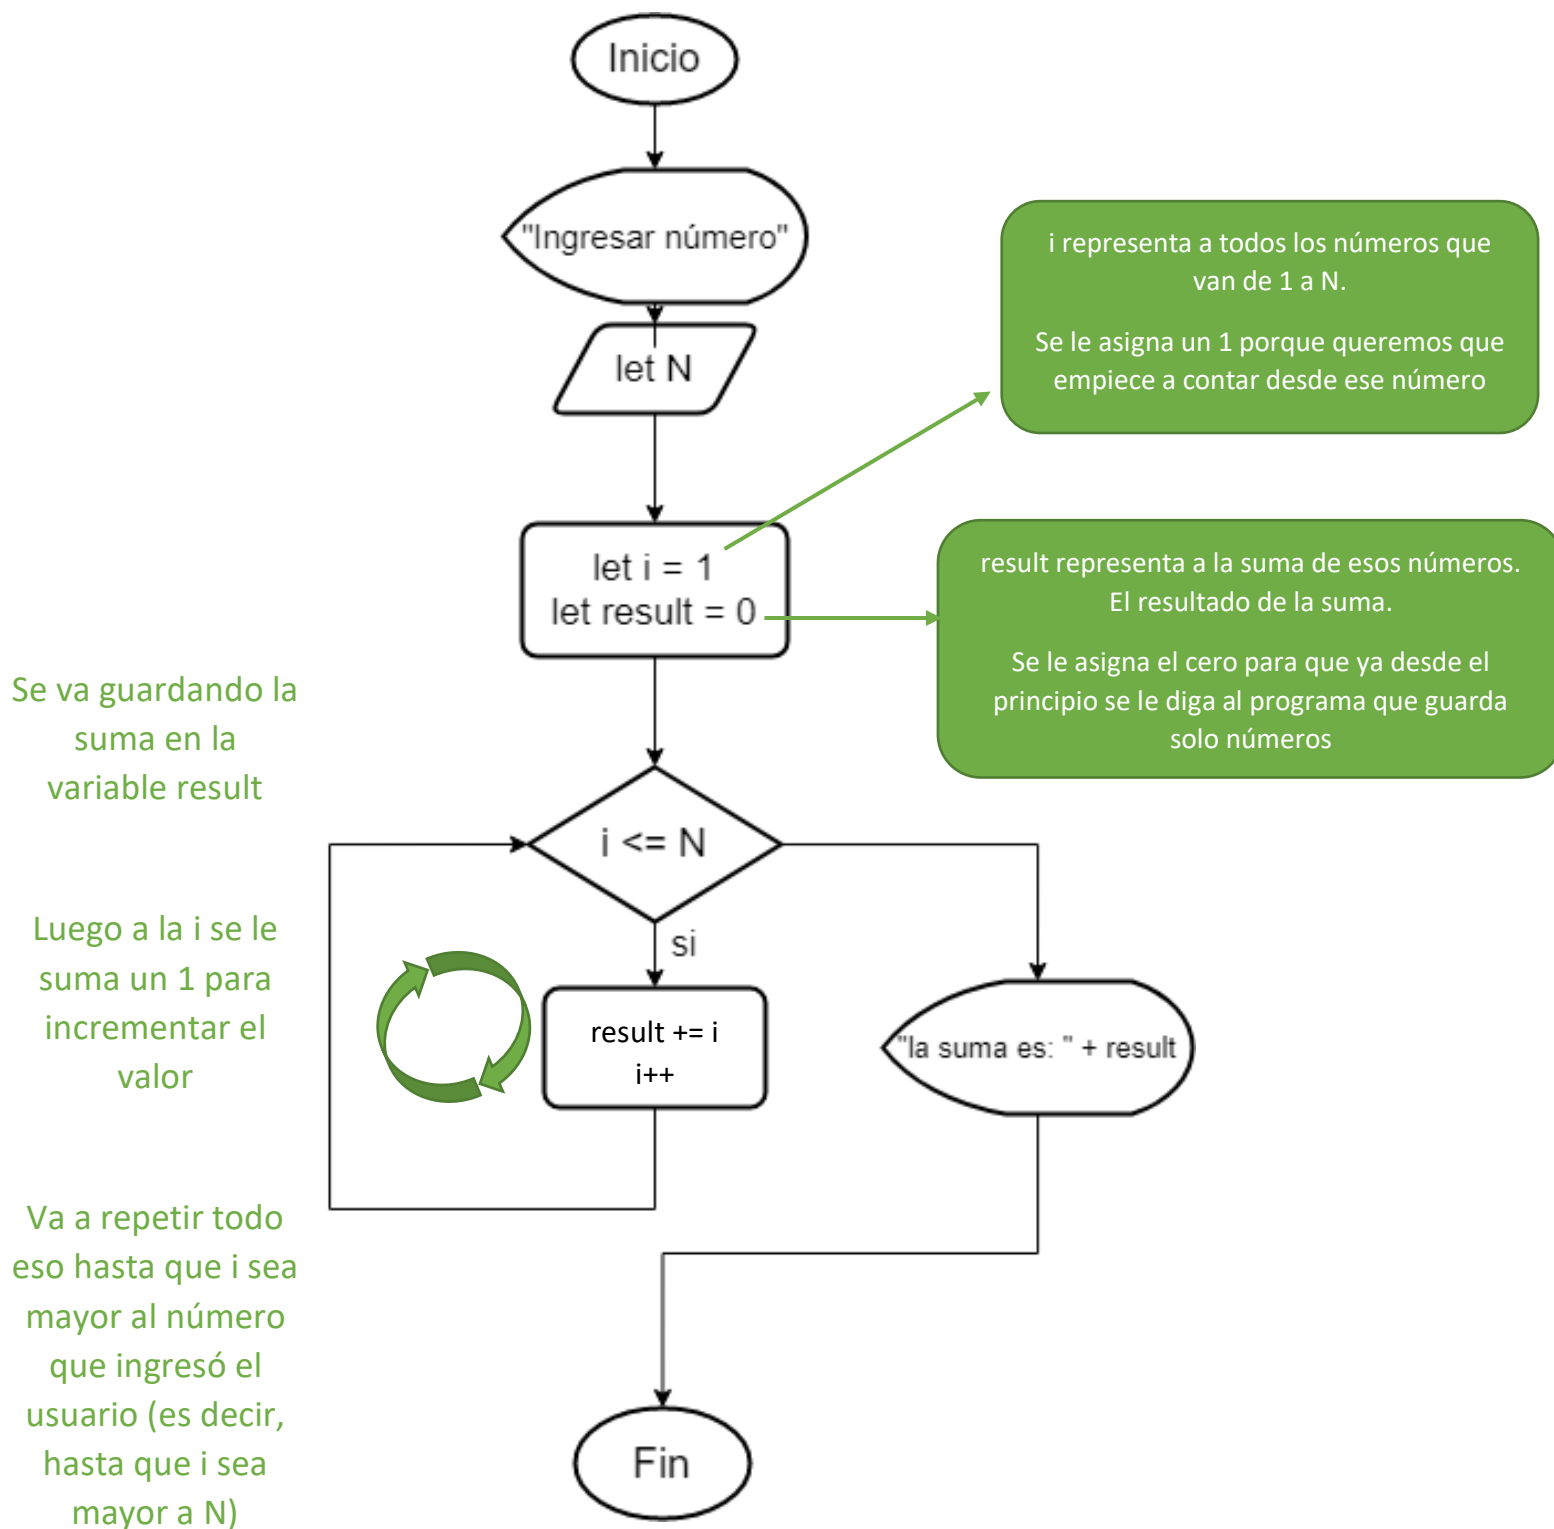 Inicio
"Ingresar número"
let N
i representa a todos los números que
van de 1 a N.
Se le asigna un 1 porque queremos que
empiece a contar desde ese número
let i = 1
let result = 0
result representa a la suma de esos números.
El resultado de la suma.
Se le asigna el cero para que ya desde el
principio se le diga al programa que guarda
solo números
Se va guardando la
suma en la
variable result
i <= N
si
Luego a la i se le
suma un 1 para
incrementar el
valor
result += i
i++
"la suma es: " + result
Va a repetir todo
eso hasta que i sea
mayor al número
que ingresó el
usuario (es decir,
hasta que i sea
mayor a N)
Fin